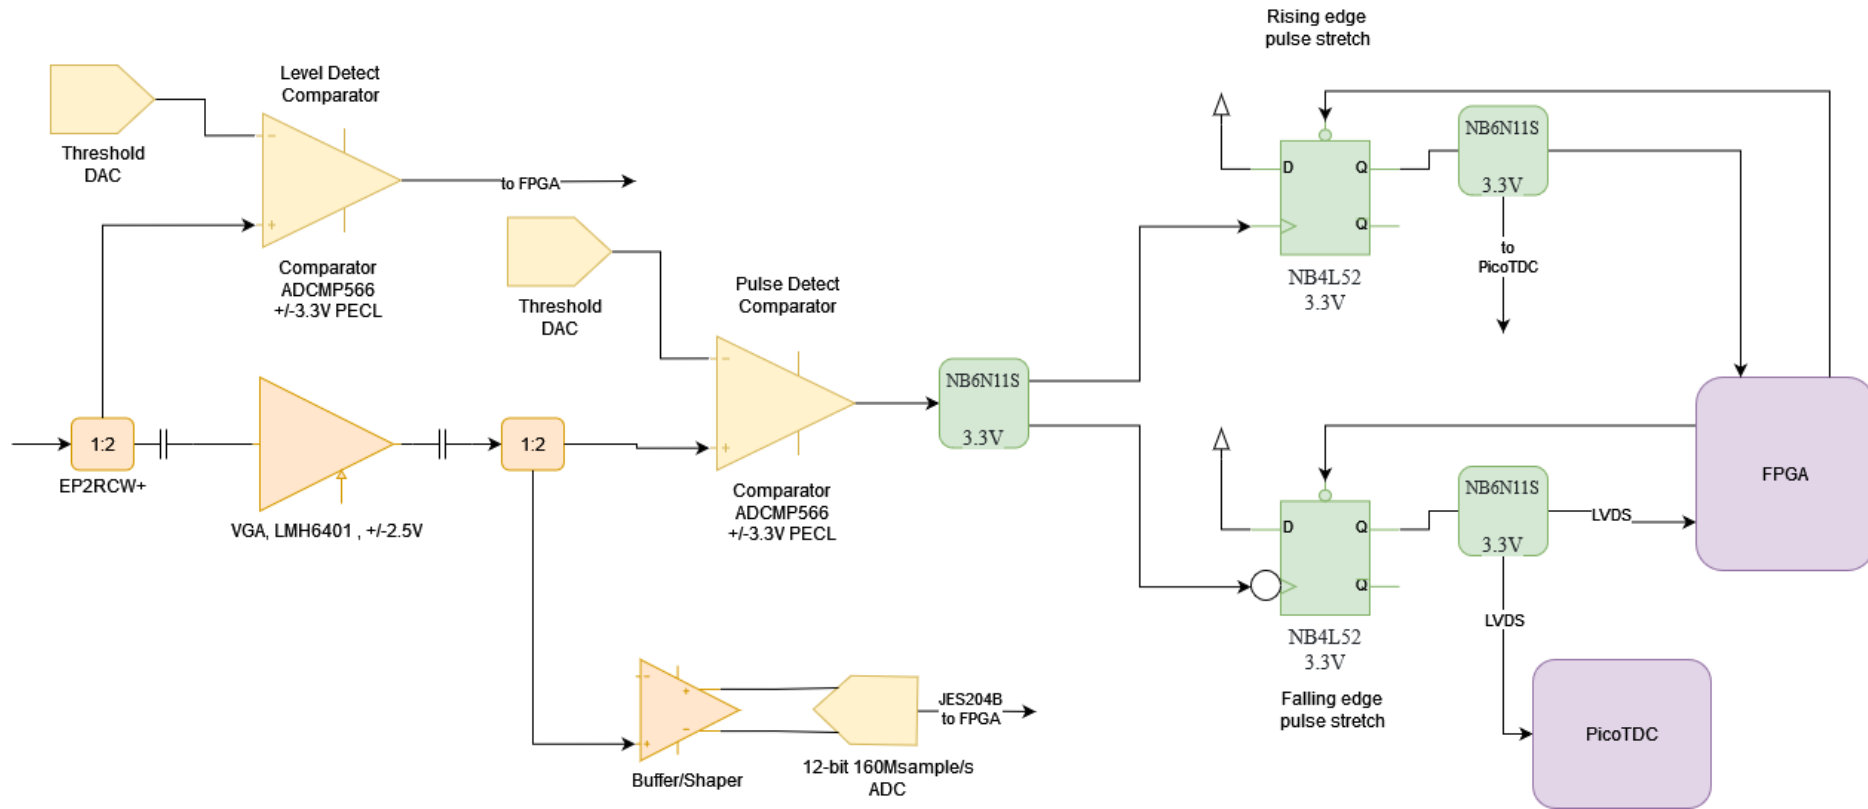 Rising edge
pulse stretch
Level Detect
Comparator
Threshold
DAC
−
+
to FPGA
Comparator
ADCMP566
+/-3.3V PECL
Threshold
DAC
Pulse Detect
Comparator
−
+
Comparator
ADCMP566
+/-3.3V PECL
1:2
EP2RCW+
VGA, LMH6401 , +/-2.5V
1:2
NB6N11S
3.3V
D
Q
Q
NB4L52
3.3V
NB6N11S
3.3V
to
PicoTDC
D
Q
Q
NB4L52
3.3V
Falling edge
pulse stretch
NB6N11S
3.3V
LVDS
LVDS
FPGA
PicoTDC
−
+
+
−
Buffer/Shaper
12-bit 160Msample/s
ADC
JES204B
to FPGA